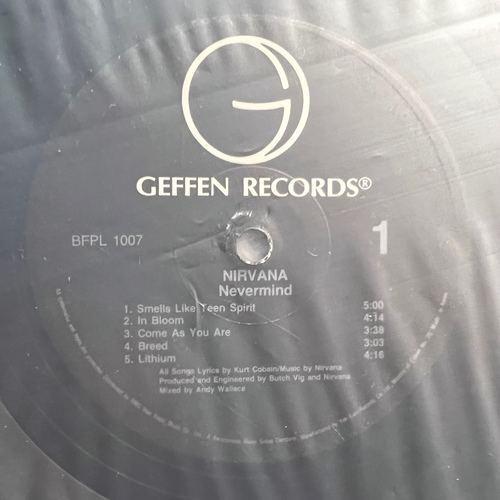 GEFFEN RECORDS®
BFPL 1007
1
NIRVANA
Nevermind
1. Smells Like Teen Spirit 5:00
2. In Bloom 4:14
3. Come As You Are 3:38
4. Breed 3:03
5. Lithium 4:16
All Songs Lyrics by Kurt Cobain/Music by Nirvana
Produced and Engineered by Butch Vig and Nirvana
Mixed by Andy Wallace